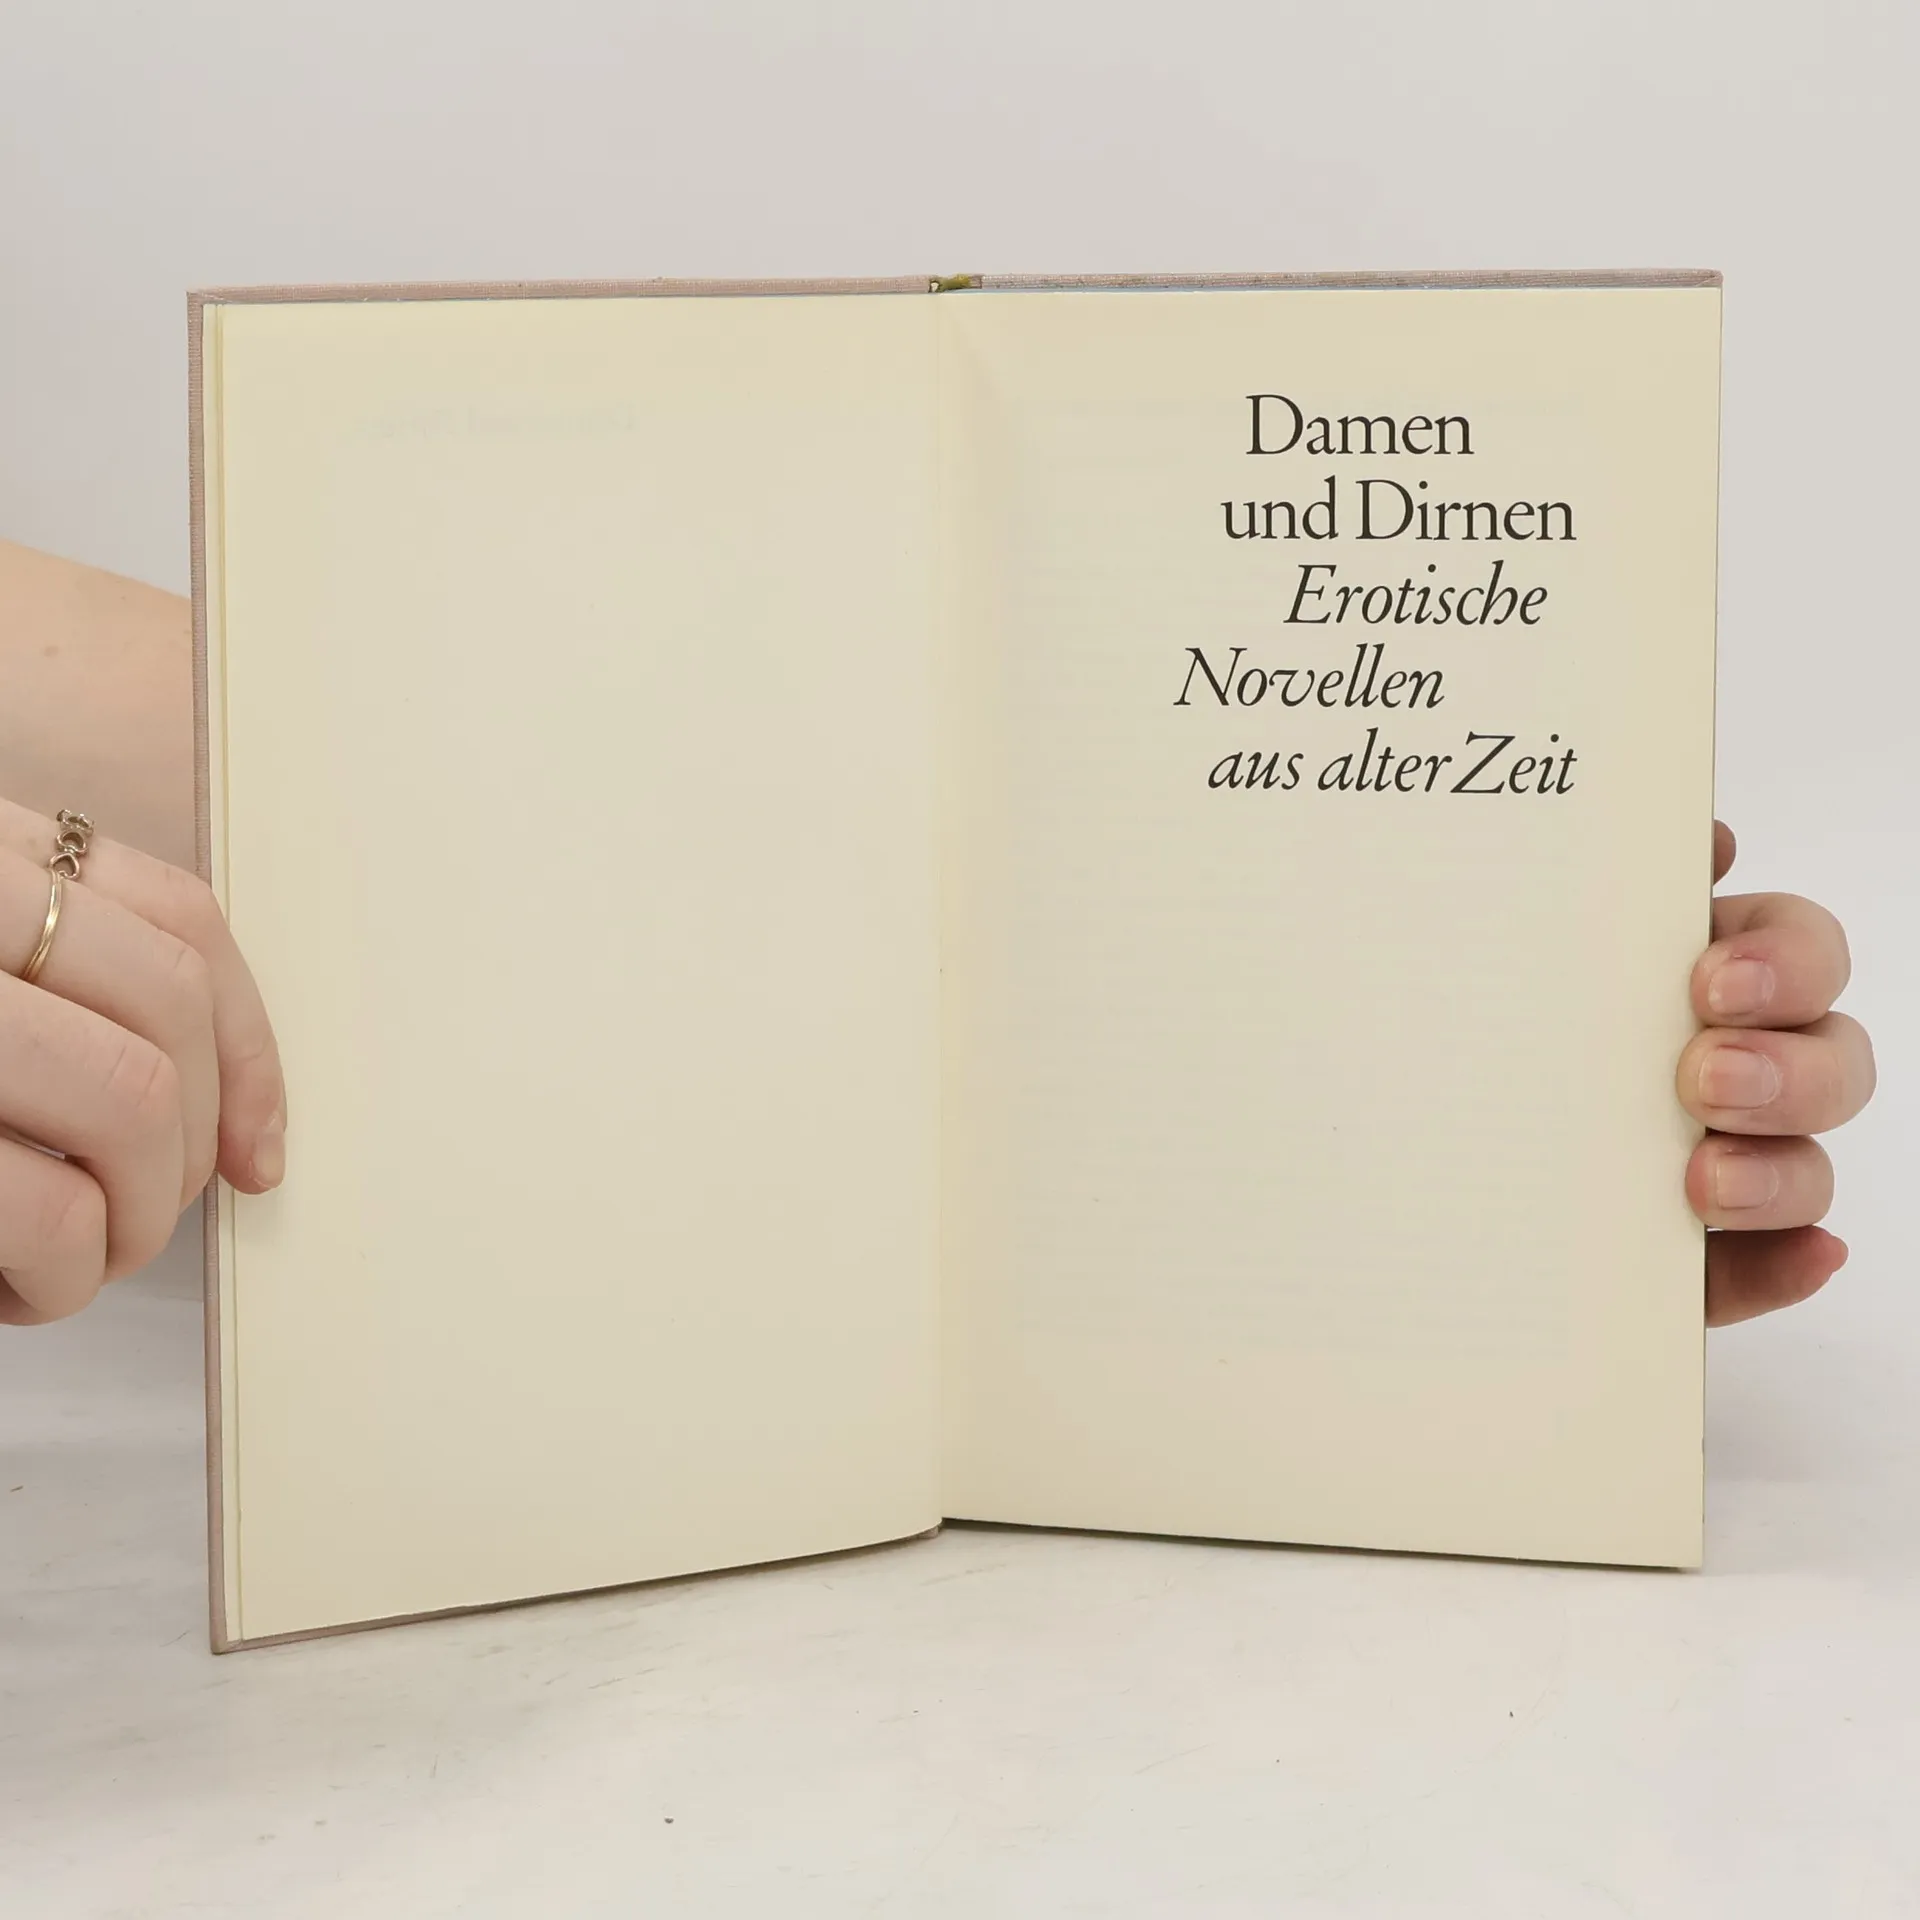 Damen
und Dirnen
Erotische
Novellen
aus alter Zeit